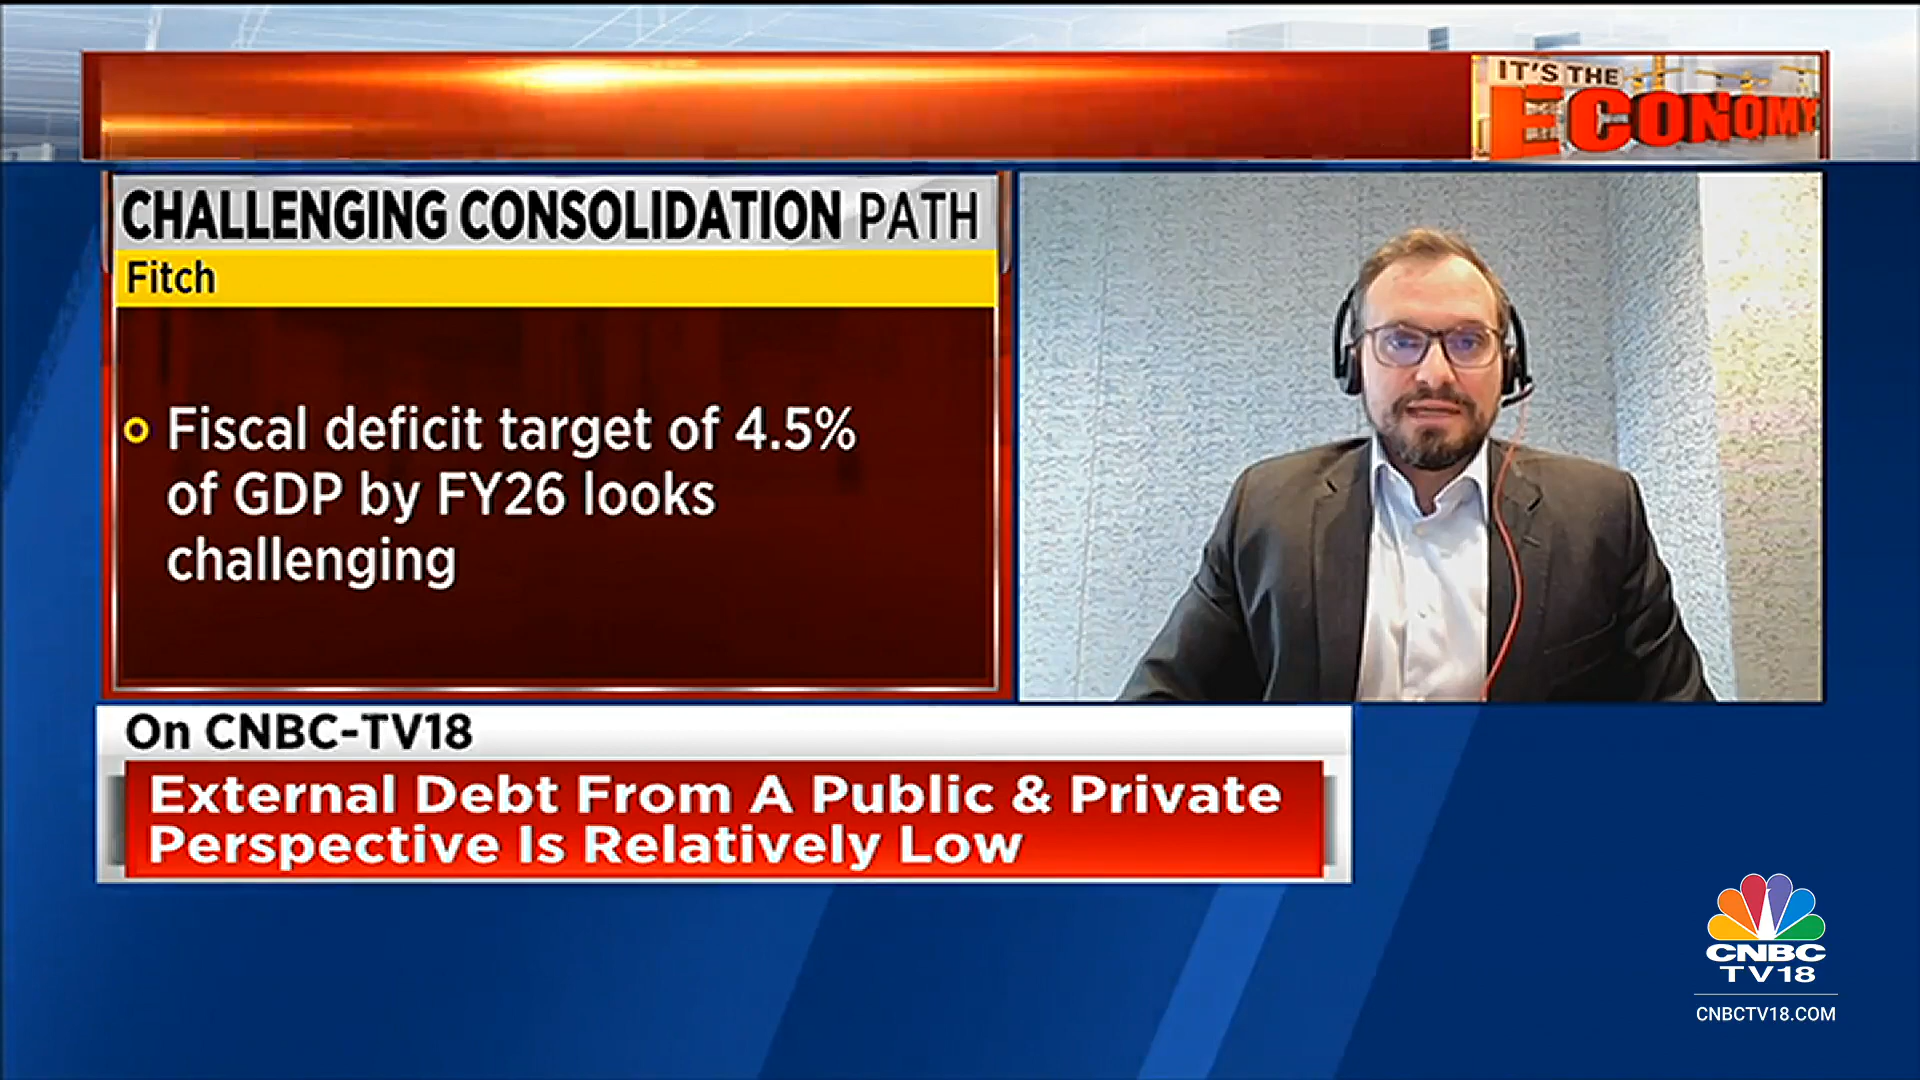 IT'S THE
ECONOMY
CHALLENGING CONSOLIDATION PATH
Fitch
Fiscal deficit target of 4.5%
of GDP by FY26 looks
challenging
On CNBC-TV18
External Debt From A Public & Private
Perspective Is Relatively Low
CNBC
TV18
CNBCTV18.COM